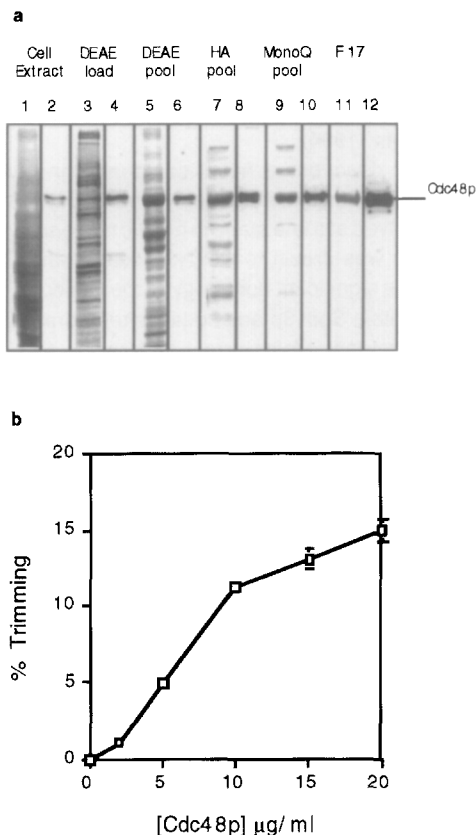 a
Cell Extract DEAE load DEAE pool HA pool MonoQ pool F 17
1 2 3 4 5 6 7 8 9 10 11 12
Cdc48p
b
20
15
10
5
0
% Trimming
0 5 10 15 20
[Cdc48p] µg/ ml